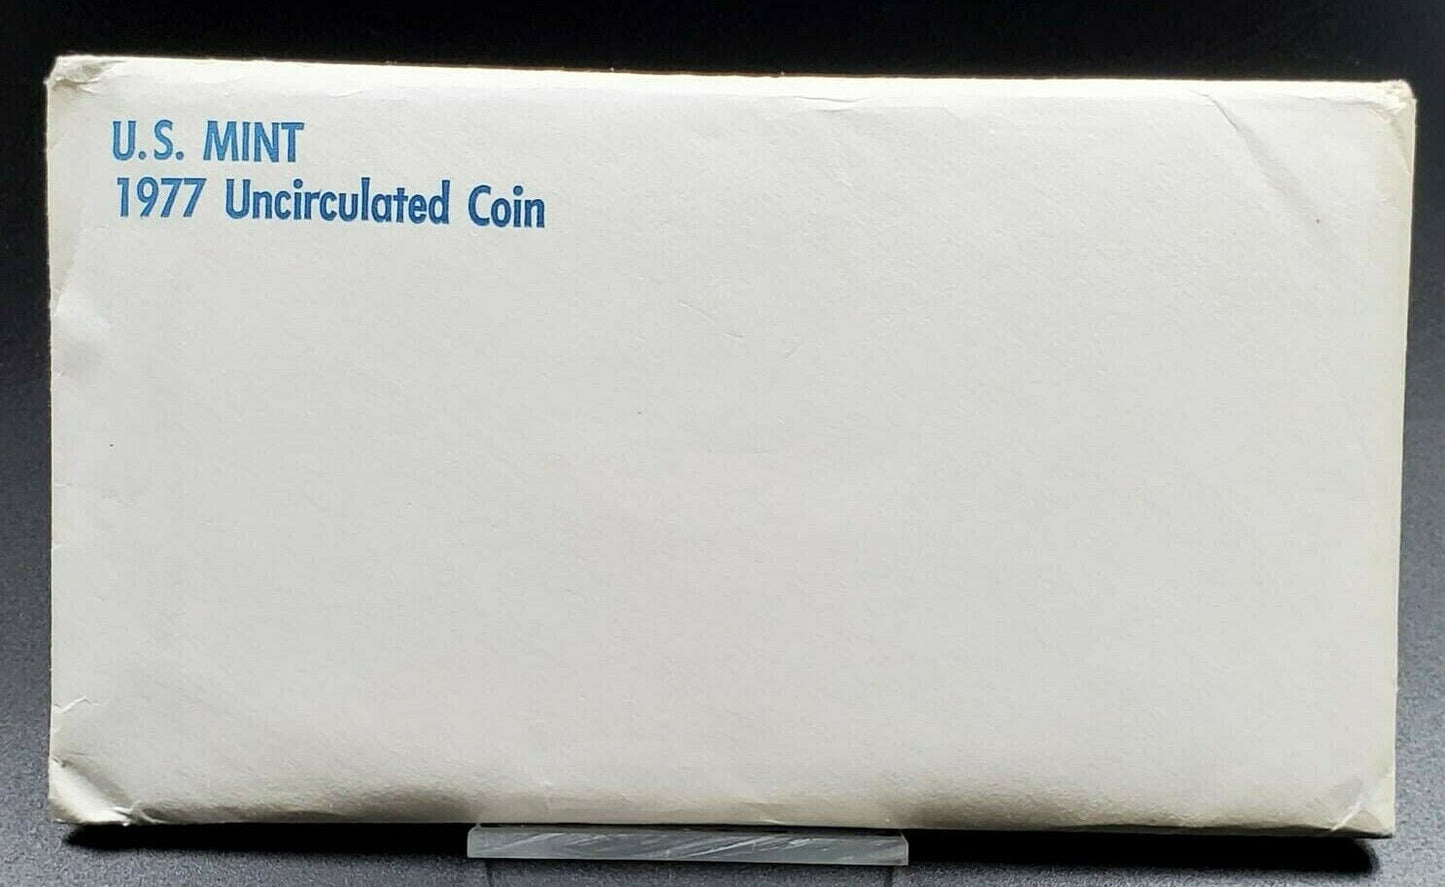 U.S. MINT
1977 Uncirculated Coin